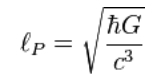 ℓ_P = √(ħG / c³)